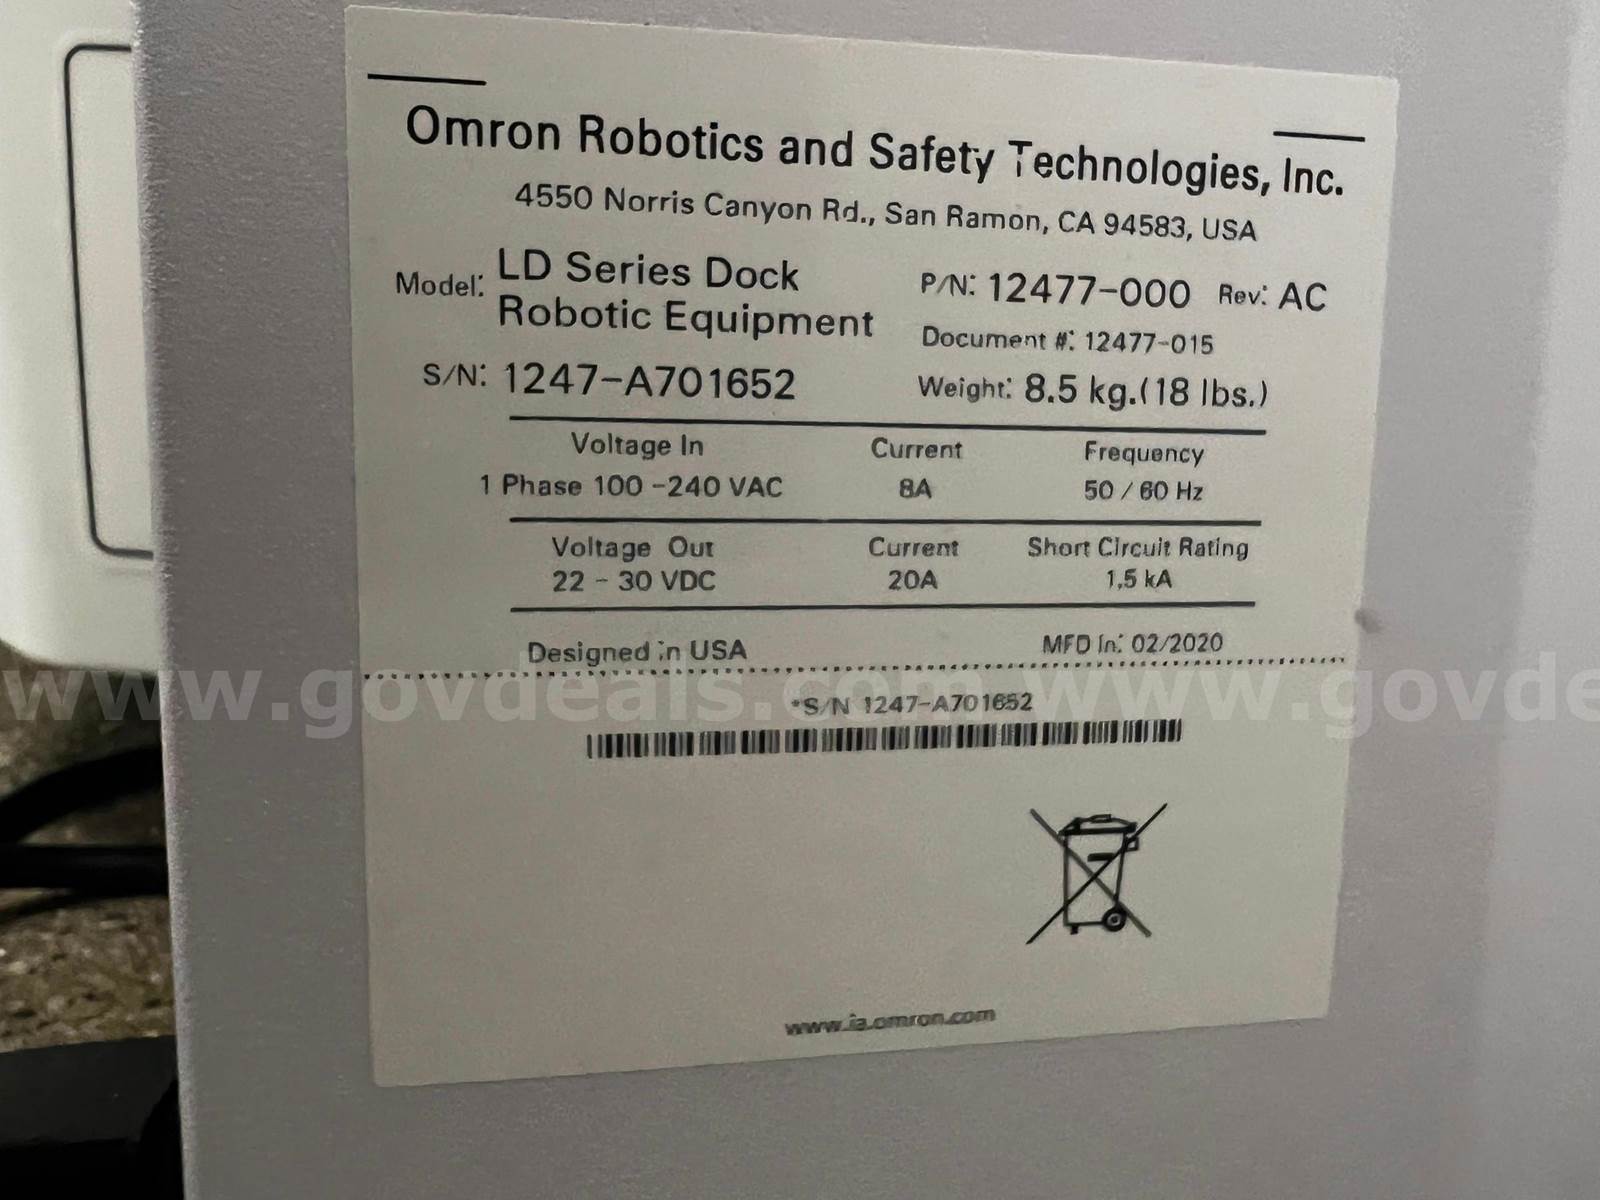 Omron Robotics and Safety Technologies, Inc.
4550 Norris Canyon Rd., San Ramon, CA 94583, USA
Model: LD Series Dock
Robotic Equipment
P/N: 12477-000 Rev: AC
Document #: 12477-015
S/N: 1247-A701652
Weight: 8.5 kg.(18 lbs.)
Voltage In Current Frequency
1 Phase 100 -240 VAC 8A 50 / 60 Hz
Voltage Out Current Short Circuit Rating
22 - 30 VDC 20A 1.5 kA
Designed in USA MFD In: 02/2020
www.govdeals.com www.govde
*S/N 1247-A701652
www.ia.omron.com